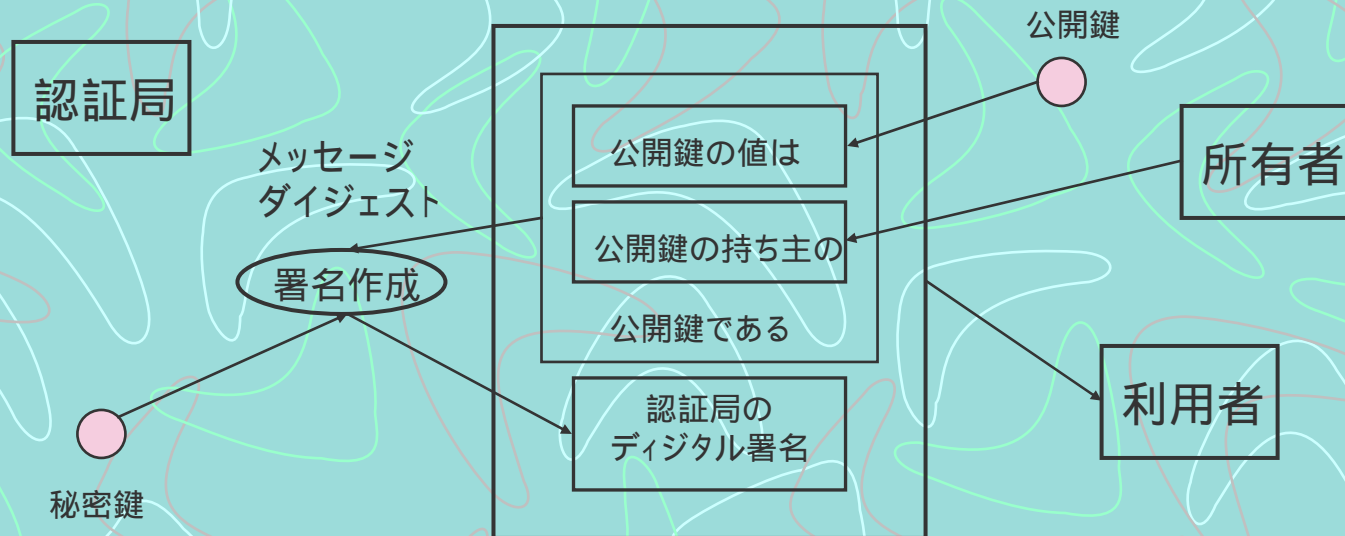 公開鍵
認証局
メッセージ
ダイジェスト
公開鍵の値は
所有者
公開鍵の持ち主の
署名作成
公開鍵である
認証局の
ディジタル署名
利用者
秘密鍵